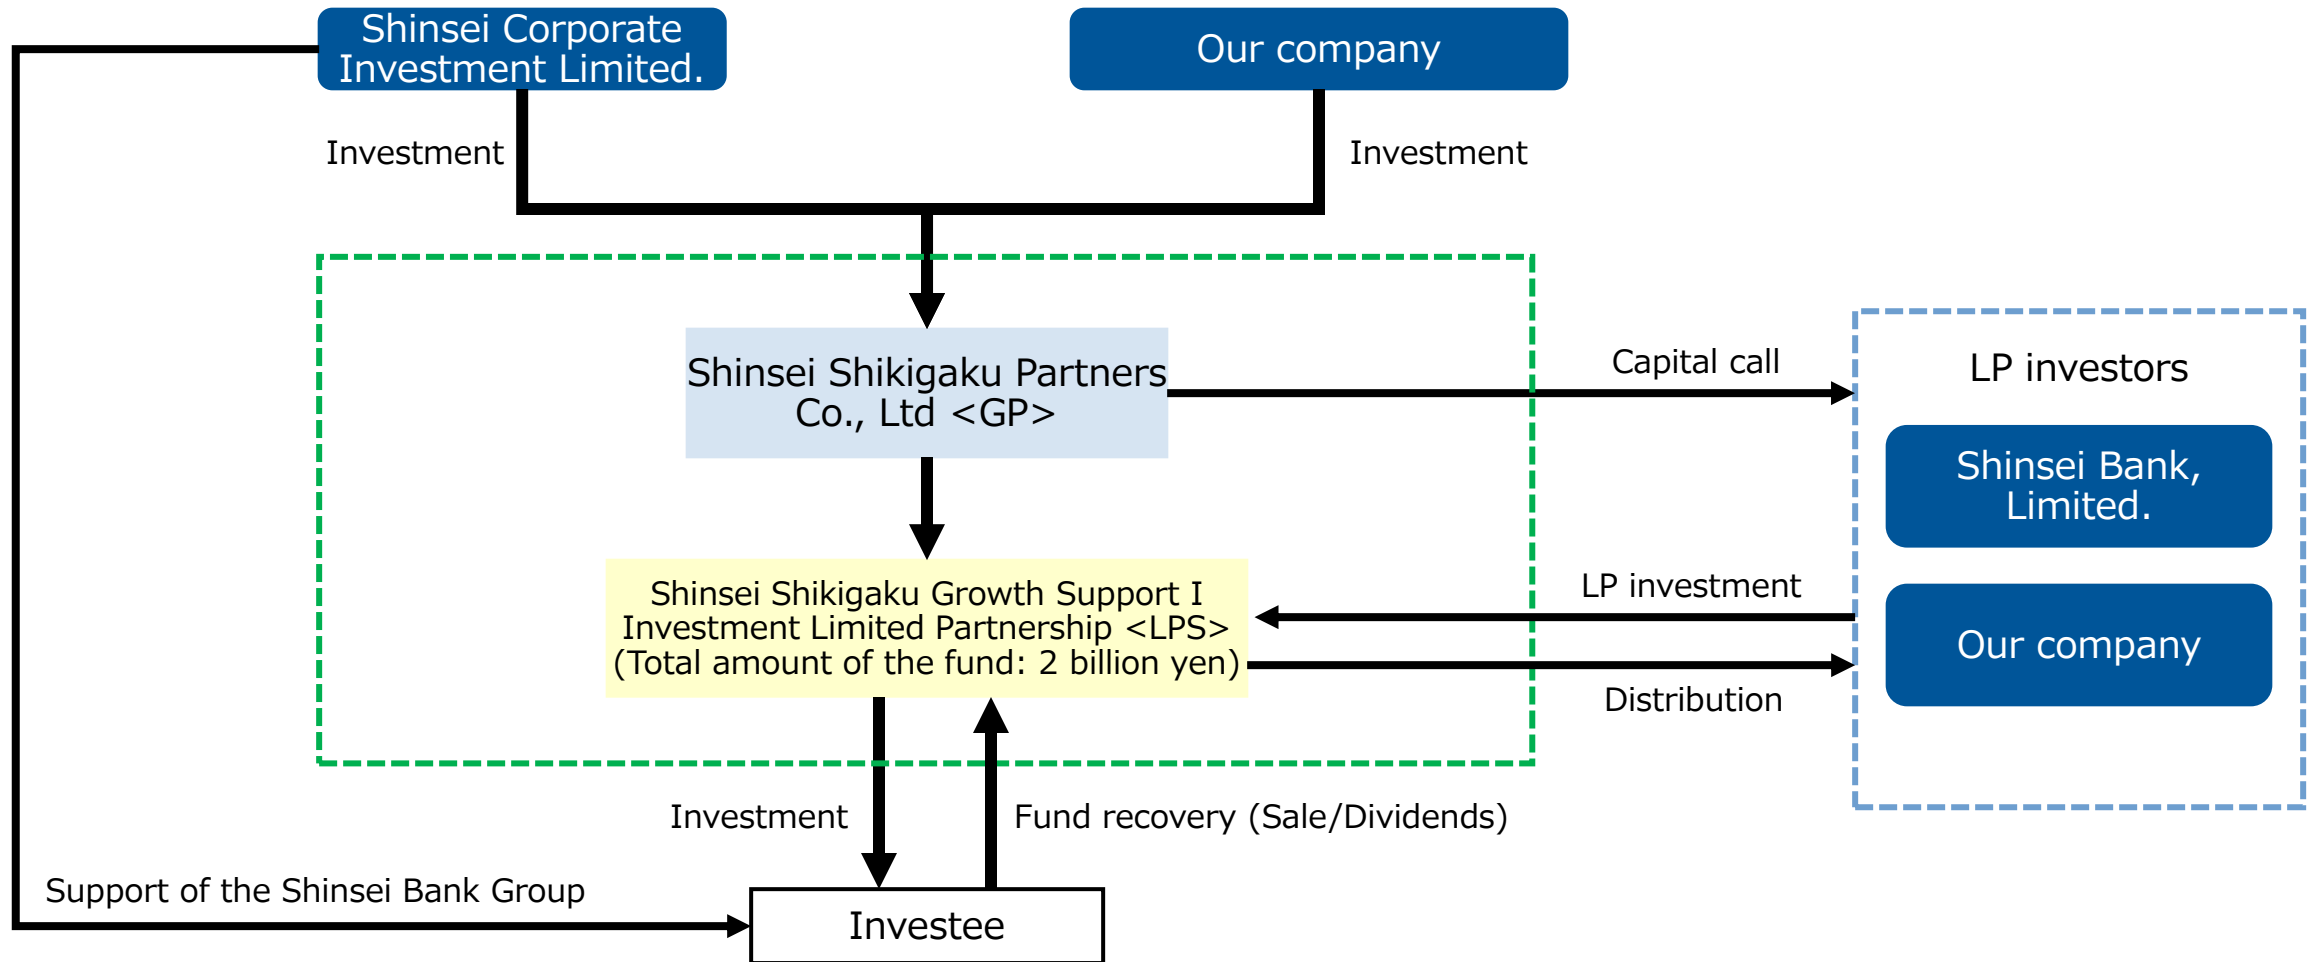 Shinsei Corporate
Investment Limited.
Our company
Investment
Investment
Shinsei Shikigaku Partners
Co., Ltd <GP>
Capital call
LP investors
Shinsei Bank,
Limited.
Shinsei Shikigaku Growth Support I
Investment Limited Partnership <LPS>
(Total amount of the fund: 2 billion yen)
LP investment
Our company
Distribution
Investment
Fund recovery (Sale/Dividends)
Support of the Shinsei Bank Group
Investee